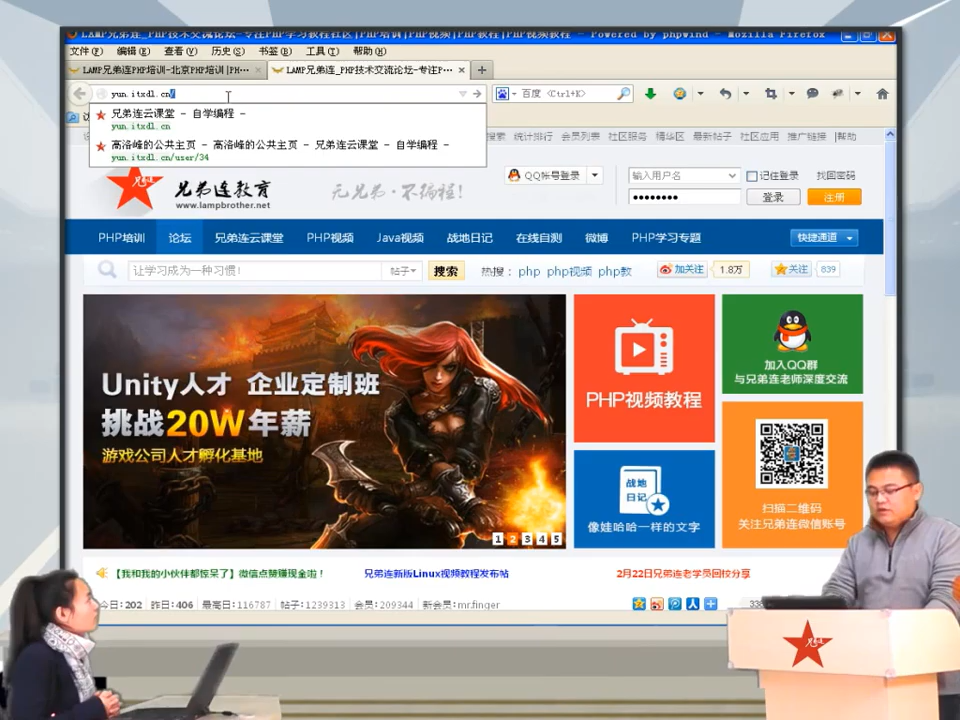 LAMP兄弟连_PHP技术交流论坛-专注PHP学习教程社区|PHP培训|PHP视频|PHP教程|PHP视频教程 - Powered by phpwind - Mozilla Firefox
文件(F) 编辑(E) 查看(V) 历史(S) 书签(B) 工具(T) 帮助(H)
LAMP兄弟连PHP培训-北京PHP培训|PH··· × LAMP兄弟连_PHP技术交流论坛-专注P··· × +
yun.itxdl.cn/ 百度 <Ctrl+K>
兄弟连云课堂 - 自学编程 -
yun.itxdl.cn
高洛峰的公共主页 - 高洛峰的公共主页 - 兄弟连云课堂 - 自学编程 -
yun.itxdl.cn/user/34
搜索 统计排行 会员列表 社区服务 精华区 最新帖子 社区应用 推广链接 帮助
兄弟连
兄弟连教育
www.lampbrother.net
无兄弟·不编程!
QQ帐号登录
输入用户名 记住登录 找回密码
•••••••• 登录 注册
PHP培训 论坛 兄弟连云课堂 PHP视频 Java视频 战地日记 在线自测 微博 PHP学习专题 快捷通道
让学习成为一种习惯! 帖子 搜索 热搜: php php视频 php教 加关注 1.8万 关注 839
Unity人才 企业定制班
挑战20W年薪
游戏公司人才孵化基地
1 2 3 4 5
PHP视频教程
加入QQ群
与兄弟连老师深度交流
战地
日记
像娃哈哈一样的文字
扫描二维码
关注兄弟连微信账号
【我和我的小伙伴都惊呆了】微信点赞赚现金啦! 兄弟连新版Linux视频教程发布帖 2月22日兄弟连老学员回校分享
今日:202 昨日:406 最高日:116787 帖子:1239313 会员:209344 新会员:mr.finger
兄弟连